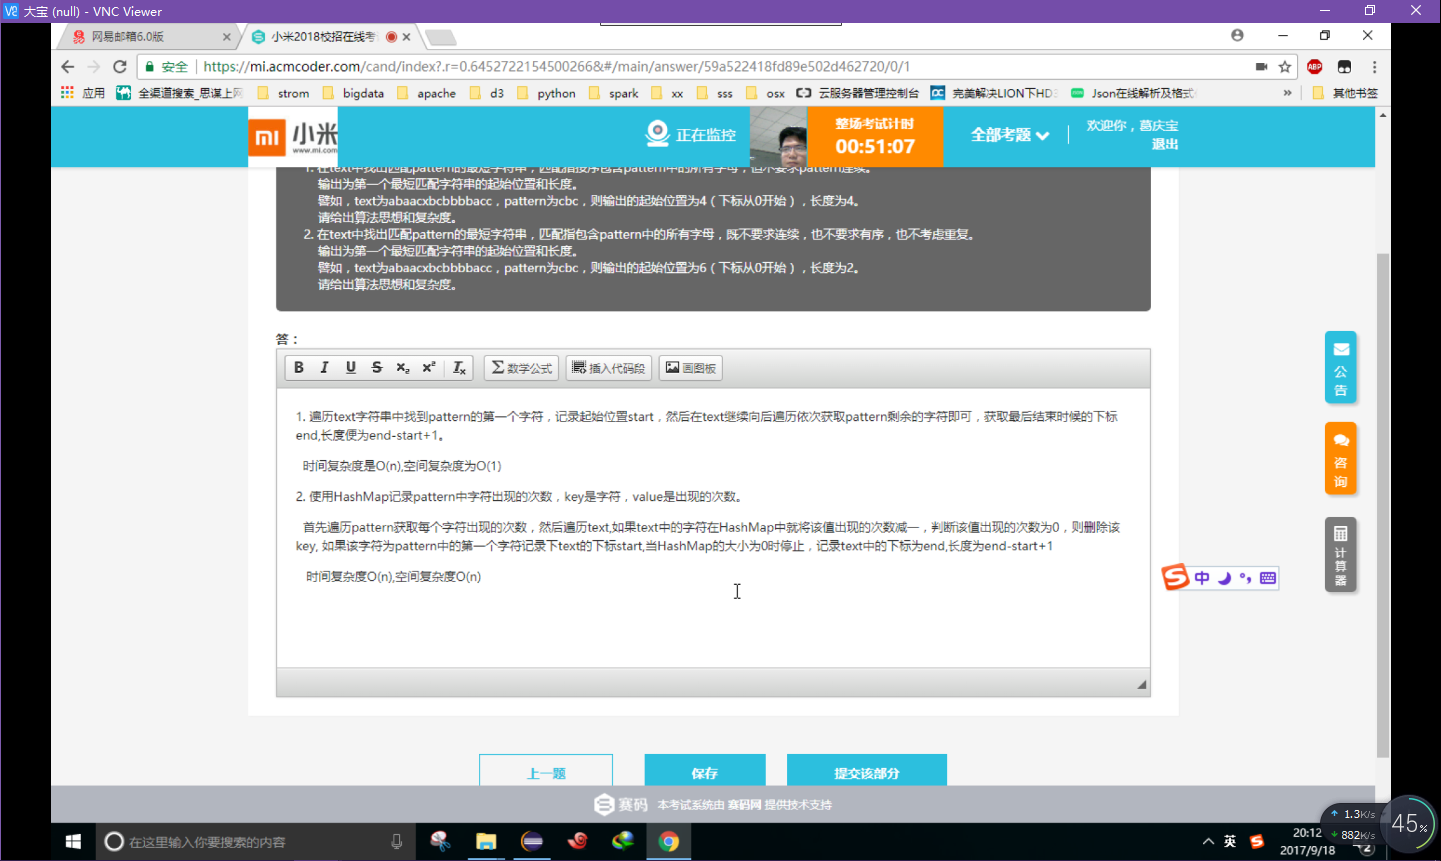 大宝 (null) - VNC Viewer
网易邮箱6.0版
小米2018校招在线考
安全 https://mi.acmcoder.com/cand/index?.r=0.6452722154500266&#/main/answer/59a522418fd89e502d462720/0/1
ABP
应用 全渠道搜索_思谋上网 strom bigdata apache d3 python spark xx sss osx 云服务器管理控制台 完美解决LION下HD Json在线解析及格式 » 其他书签
mi 小米
www.mi.com
正在监控
整场考试计时
00:51:07
全部考题
欢迎你，葛庆宝
退出
1. 在text中找出匹配pattern的最短字符串，匹配指按序包含pattern中的所有字母，但不要求pattern连续。
输出为第一个最短匹配字符串的起始位置和长度。
譬如，text为abaacxbcbbbbacc，pattern为cbc，则输出的起始位置为4（下标从0开始），长度为4。
请给出算法思想和复杂度。
2. 在text中找出匹配pattern的最短字符串，匹配指包含pattern中的所有字母，既不要求连续，也不要求有序，也不考虑重复。
输出为第一个最短匹配字符串的起始位置和长度。
譬如，text为abaacxbcbbbbacc，pattern为cbc，则输出的起始位置为6（下标从0开始），长度为2。
请给出算法思想和复杂度。
答：
B I U S x₂ x² Tx Σ数学公式 插入代码段 画图板
1. 遍历text字符串中找到pattern的第一个字符，记录起始位置start，然后在text继续向后遍历依次获取pattern剩余的字符即可，获取最后结束时候的下标
end,长度便为end-start+1。
时间复杂度是O(n),空间复杂度为O(1)
2. 使用HashMap记录pattern中字符出现的次数，key是字符，value是出现的次数。
首先遍历pattern获取每个字符出现的次数，然后遍历text,如果text中的字符在HashMap中就将该值出现的次数减一，判断该值出现的次数为0，则删除该
key, 如果该字符为pattern中的第一个字符记录下text的下标start,当HashMap的大小为0时停止，记录text中的下标为end,长度为end-start+1
时间复杂度O(n),空间复杂度O(n)
公告
咨询
计算器
中
上一题 保存 提交该部分
赛码 本考试系统由 赛码网 提供技术支持
在这里输入你要搜索的内容
英
20:12
2017/9/18
1.3K/s
882K/s
45%
2